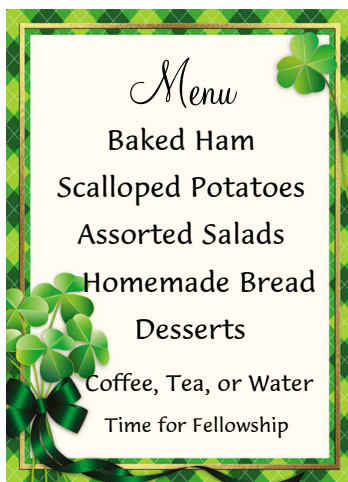 Menu
Baked Ham
Scalloped Potatoes
Assorted Salads
Homemade Bread
Desserts
Coffee, Tea, or Water
Time for Fellowship